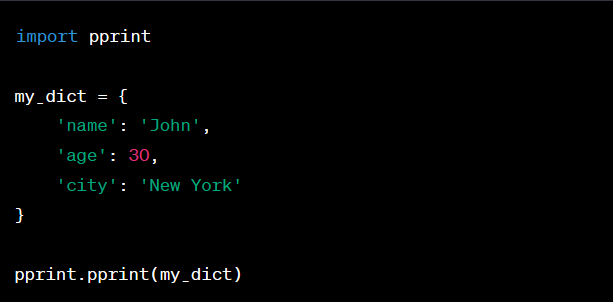 import pprint

my_dict = {
    'name': 'John',
    'age': 30,
    'city': 'New York'
}

pprint.pprint(my_dict)